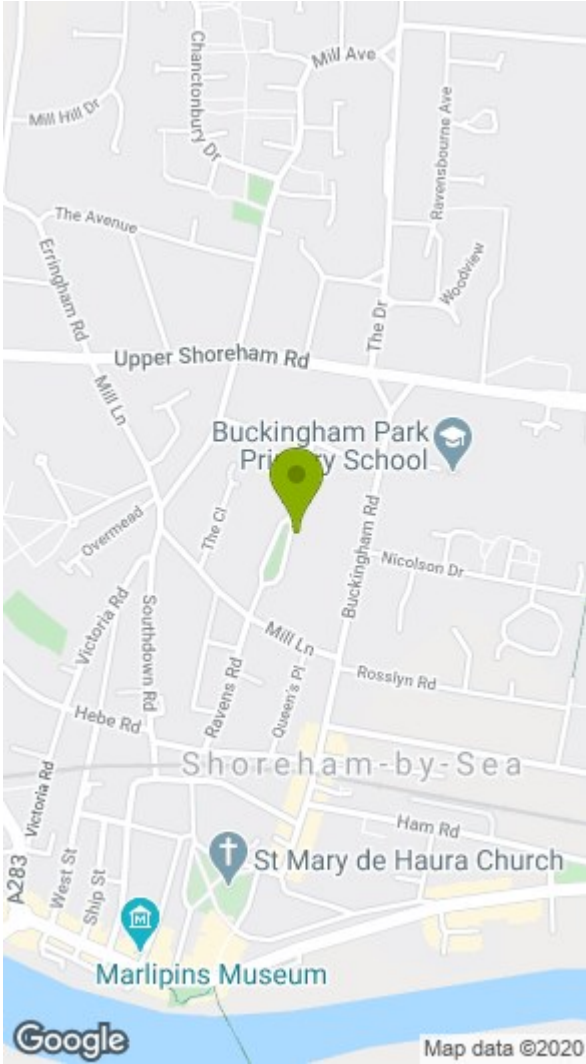 Mill Ave
Chanctonbury Dr
Mill Hill Dr
Ravensbourne Ave
The Avenue
Erringham Rd
Woodview
The Dr
Upper Shoreham Rd
Mill Ln
Buckingham Park
Primary School
Overmead
The Cl
Buckingham Rd
Nicolson Dr
Victoria Rd
Southdown Rd
Mill Ln
Ravens Rd
Queen's Pl
Rosslyn Rd
Hebe Rd
Shoreham-by-Sea
Victoria Rd
Ham Rd
St Mary de Haura Church
A283
West St
Ship St
M
Marlipins Museum
Google
Map data ©2020